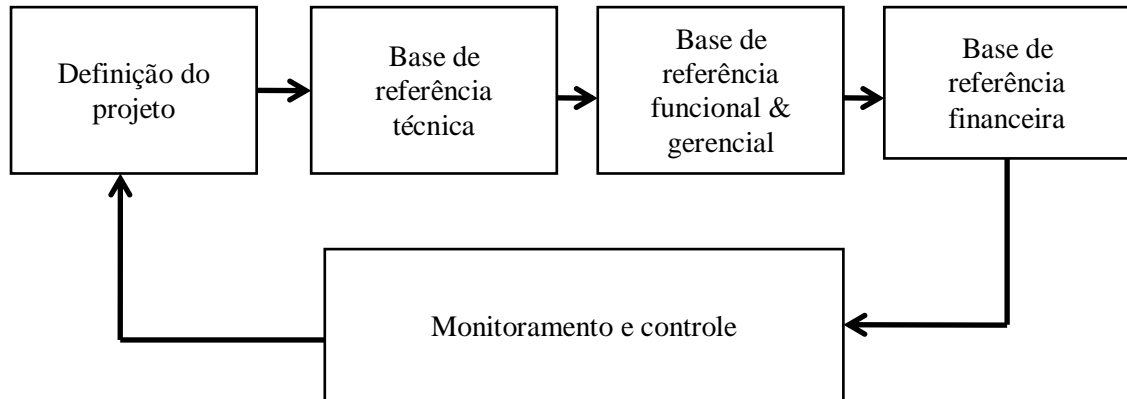 Definição do
projeto
Base de
referência
técnica
Base de
referência
funcional &
gerencial
Base de
referência
financeira
Monitoramento e controle